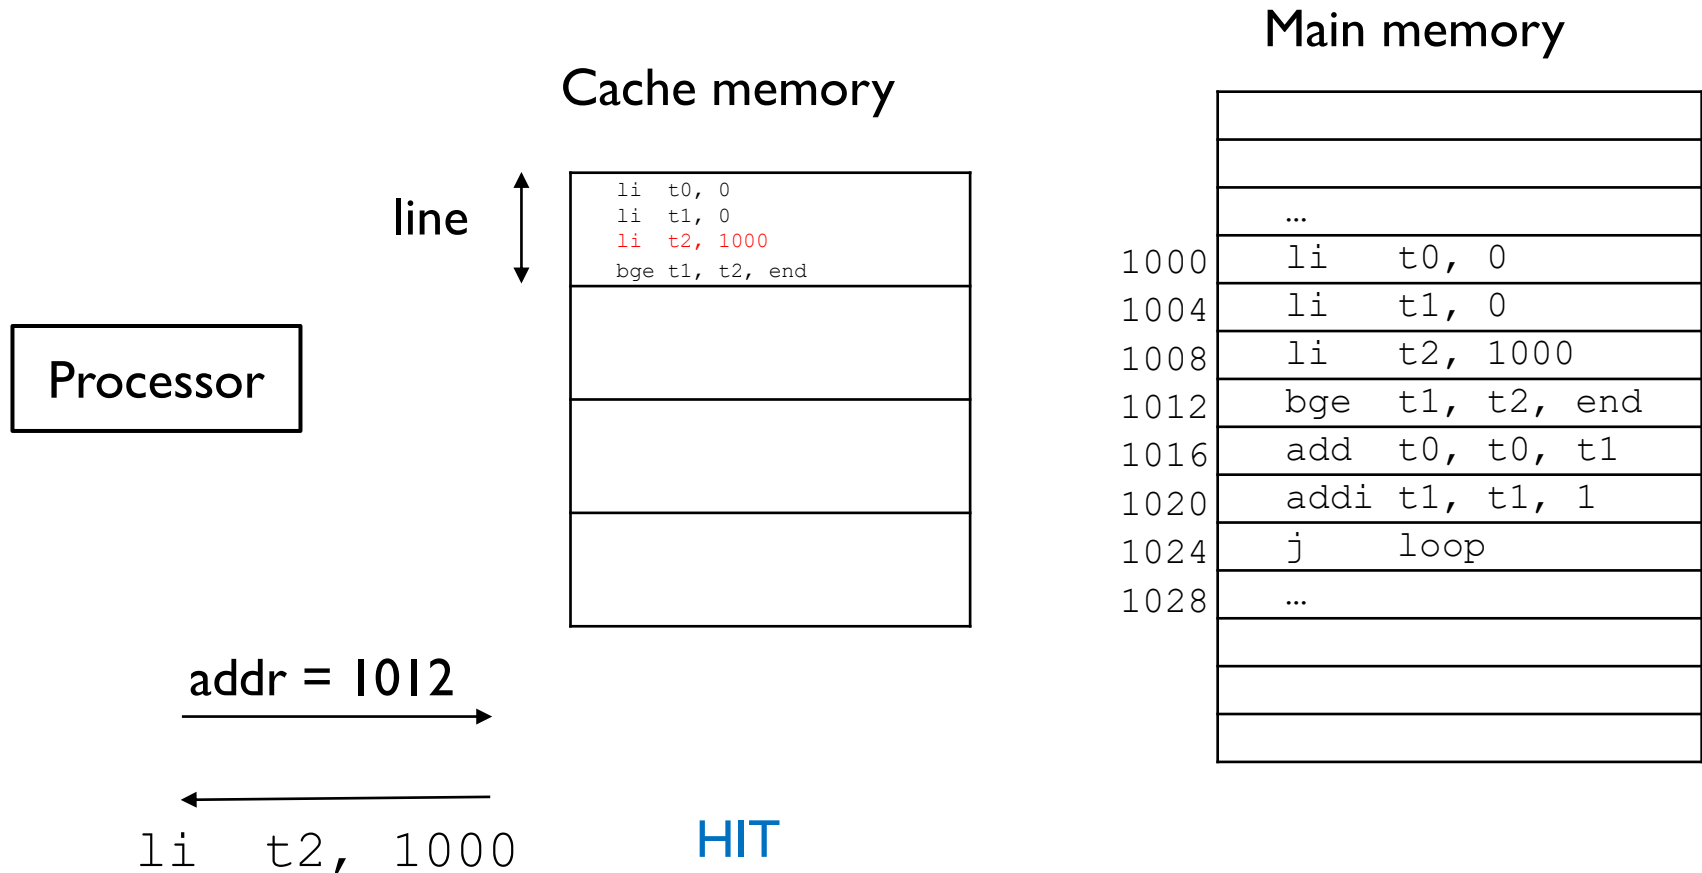 Main memory
Cache memory
line
li t0, 0
li t1, 0
li t2, 1000
bge t1, t2, end
Processor
…
1000 li t0, 0
1004 li t1, 0
1008 li t2, 1000
1012 bge t1, t2, end
1016 add t0, t0, t1
1020 addi t1, t1, 1
1024 j loop
1028 …
addr = 1012
li t2, 1000
HIT